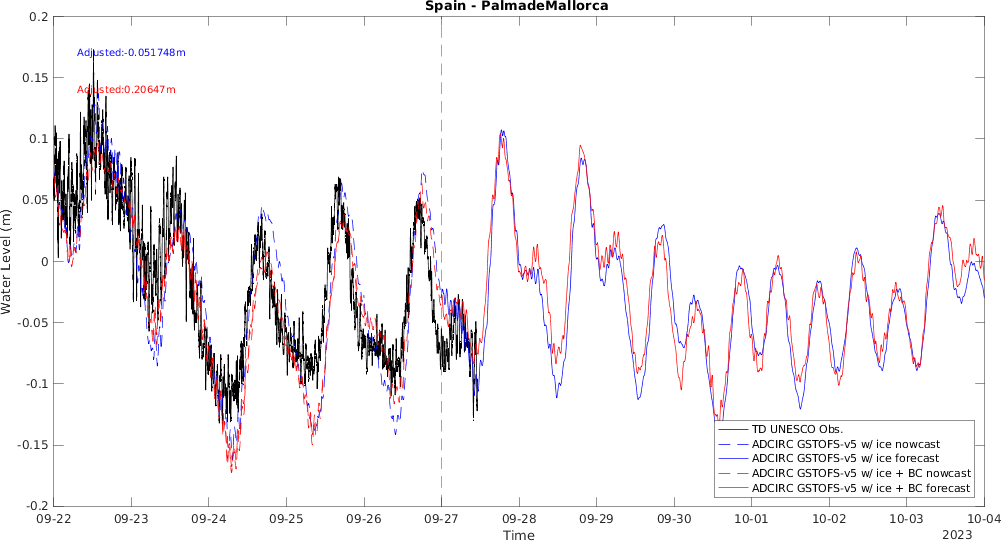 Spain - PalmadeMallorca
0.2
0.15
0.1
0.05
0
-0.05
-0.1
-0.15
-0.2
Water Level (m)
Adjusted:-0.051748m
Adjusted:0.20647m
TD UNESCO Obs.
ADCIRC GSTOFS-v5 w/ ice nowcast
ADCIRC GSTOFS-v5 w/ ice forecast
ADCIRC GSTOFS-v5 w/ ice + BC nowcast
ADCIRC GSTOFS-v5 w/ ice + BC forecast
09-22 09-23 09-24 09-25 09-26 09-27 09-28 09-29 09-30 10-01 10-02 10-03 10-04
Time
2023